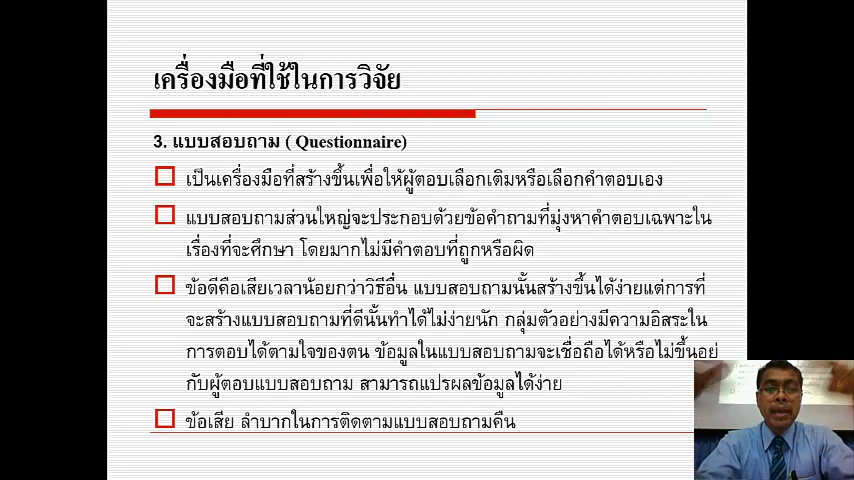 เครื่องมือที่ใช้ในการวิจัย
3. แบบสอบถาม ( Questionnaire)
เป็นเครื่องมือที่สร้างขึ้นเพื่อให้ผู้ตอบเลือกเติมหรือเลือกคำตอบเอง
แบบสอบถามส่วนใหญ่จะประกอบด้วยข้อคำถามที่มุ่งหาคำตอบเฉพาะใน
เรื่องที่จะศึกษา โดยมากไม่มีคำตอบที่ถูกหรือผิด
ข้อดีคือเสียเวลาน้อยกว่าวิธีอื่น แบบสอบถามนั้นสร้างขึ้นได้ง่ายแต่การที่
จะสร้างแบบสอบถามที่ดีนั้นทำได้ไม่ง่ายนัก กลุ่มตัวอย่างมีความอิสระใน
การตอบได้ตามใจของตน ข้อมูลในแบบสอบถามจะเชื่อถือได้หรือไม่ขึ้นอยู่
กับผู้ตอบแบบสอบถาม สามารถแปรผลข้อมูลได้ง่าย
ข้อเสีย ลำบากในการติดตามแบบสอบถามคืน